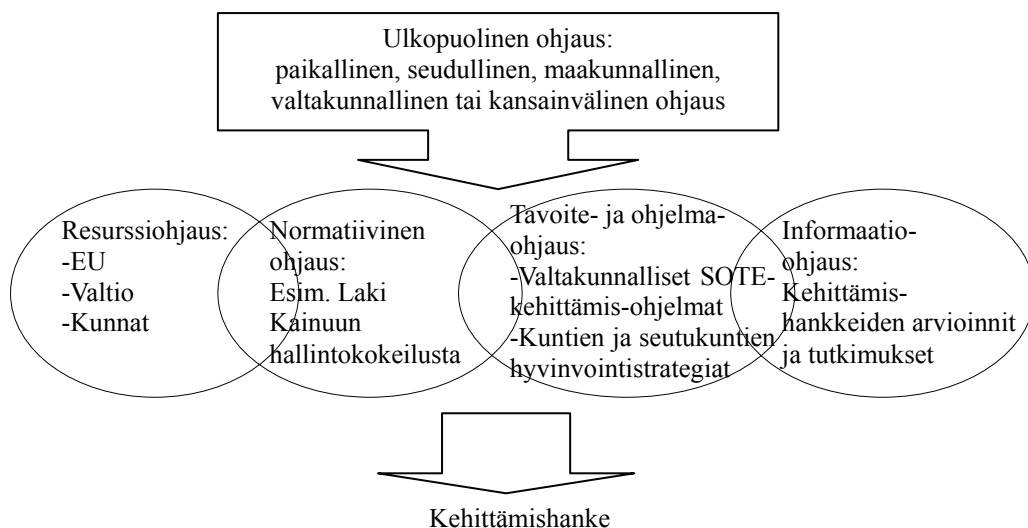 Ulkopuolinen ohjaus:
paikallinen, seudullinen, maakunnallinen,
valtakunnallinen tai kansainvälinen ohjaus
Resurssiohjaus:
-EU
-Valtio
-Kunnat
Normatiivinen
ohjaus:
Esim. Laki
Kainuun
hallintokokeilusta
Tavoite- ja ohjelma-
ohjaus:
-Valtakunnalliset SOTE-
kehittämis-ohjelmat
-Kuntien ja seutukuntien
hyvinvointistrategiat
Informaatio-
ohjaus:
Kehittämis-
hankkeiden arvioinnit
ja tutkimukset
Kehittämishanke